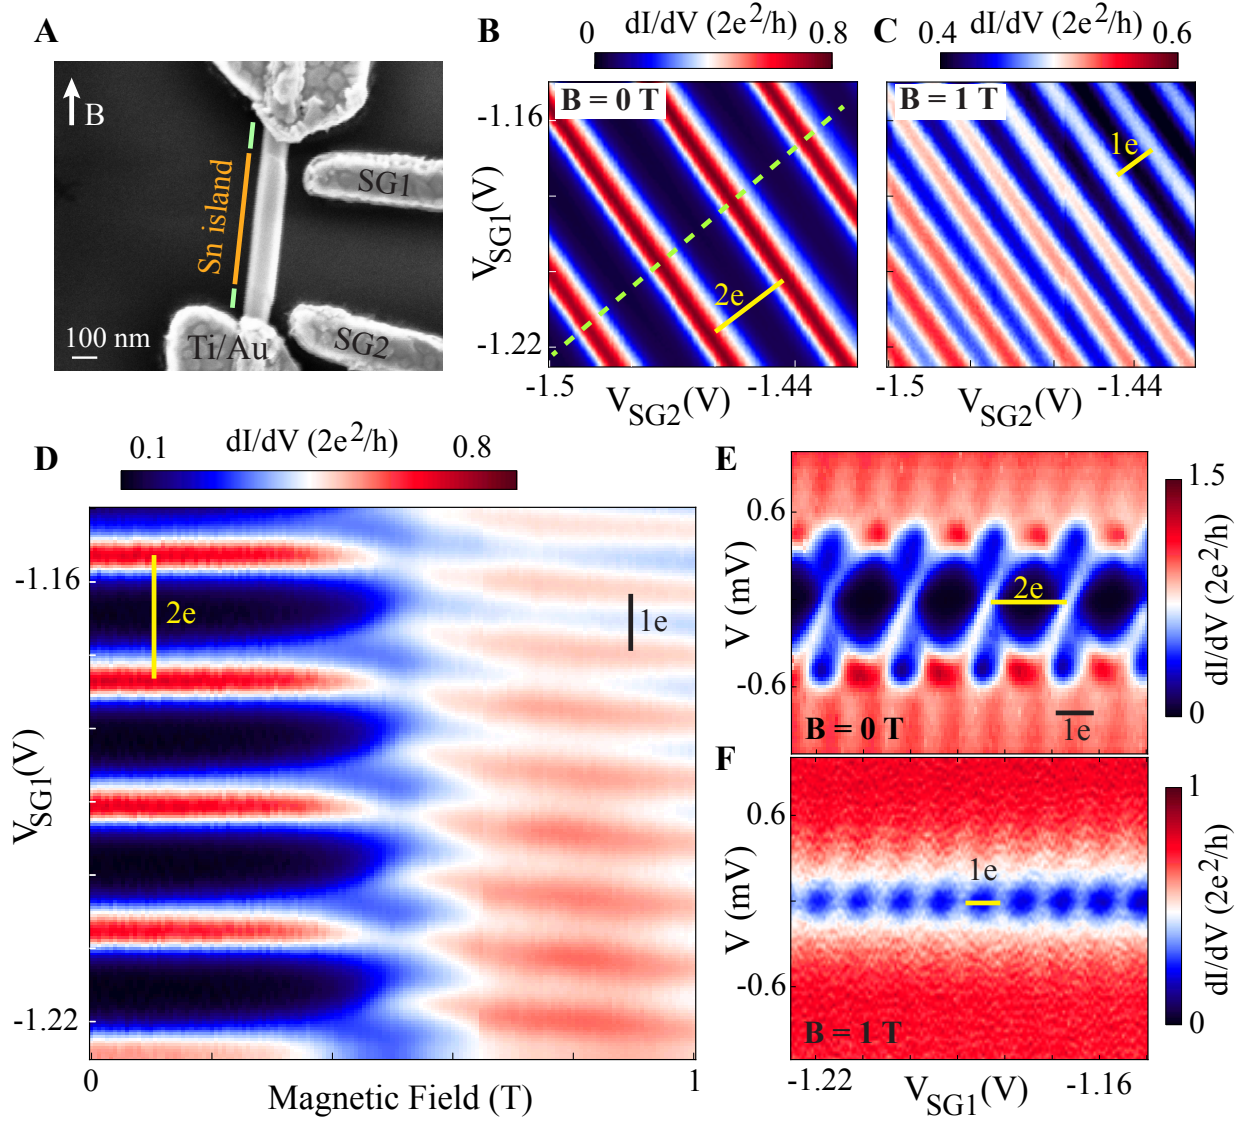 A
B
Sn island
SG1
SG2
Ti/Au
100 nm
B
dI/dV (2e²/h)
0 0.8
B = 0 T
2e
-1.16
-1.22
V_SG1(V)
-1.5 -1.44
V_SG2(V)
C
dI/dV (2e²/h)
0.4 0.6
B = 1 T
1e
-1.5 -1.44
V_SG2(V)
D
0.1 dI/dV (2e²/h) 0.8
-1.16
-1.22
V_SG1(V)
2e
1e
0 1
Magnetic Field (T)
E
0.6
-0.6
V (mV)
2e
1e
B = 0 T
1.5
0
dI/dV (2e²/h)
F
0.6
-0.6
V (mV)
1e
B = 1 T
1
0
dI/dV (2e²/h)
-1.22 -1.16
V_SG1(V)